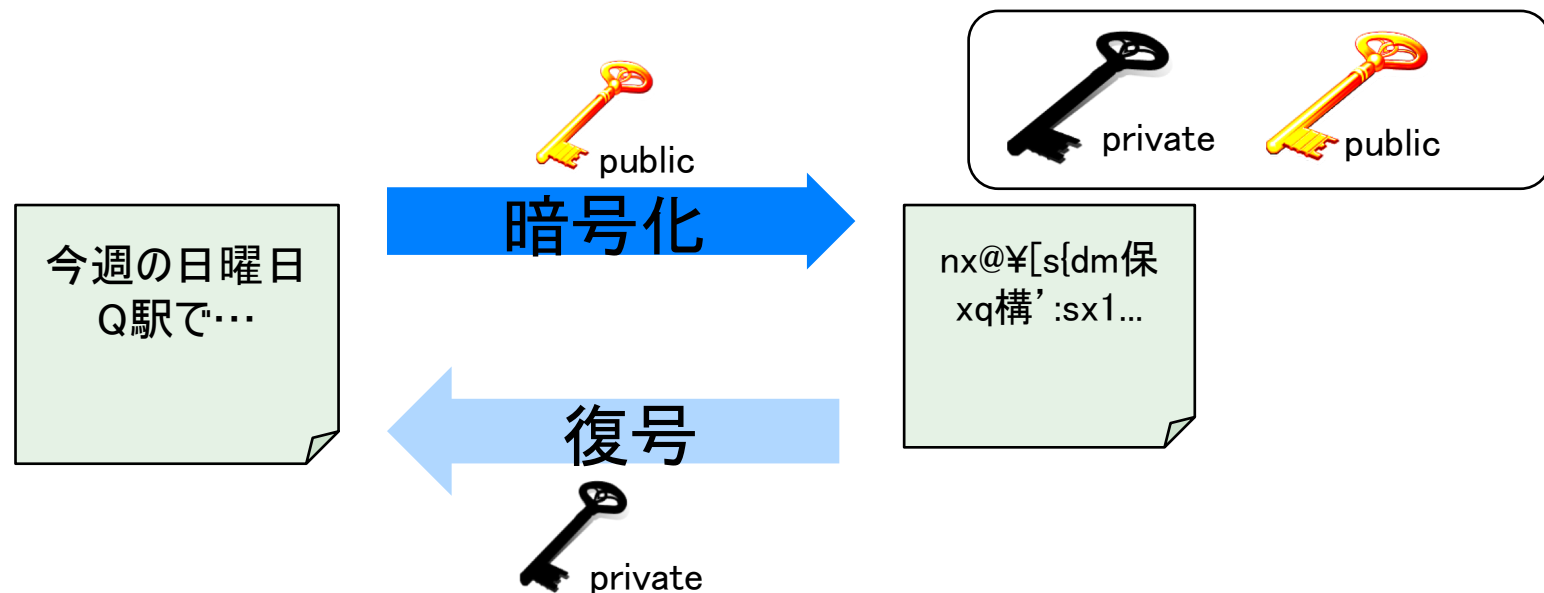 private
public
public
暗号化
今週の日曜日
Q駅で…
nx@¥[s{dm保
xq構’:sx1...
復号
private